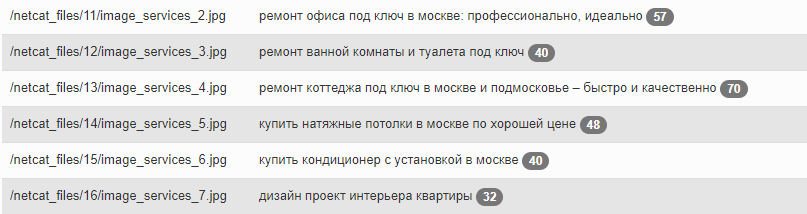 /netcat_files/11/image_services_2.jpg ремонт офиса под ключ в москве: профессионально, идеально 57
/netcat_files/12/image_services_3.jpg ремонт ванной комнаты и туалета под ключ 40
/netcat_files/13/image_services_4.jpg ремонт коттеджа под ключ в москве и подмосковье – быстро и качественно 70
/netcat_files/14/image_services_5.jpg купить натяжные потолки в москве по хорошей цене 48
/netcat_files/15/image_services_6.jpg купить кондиционер с установкой в москве 40
/netcat_files/16/image_services_7.jpg дизайн проект интерьера квартиры 32